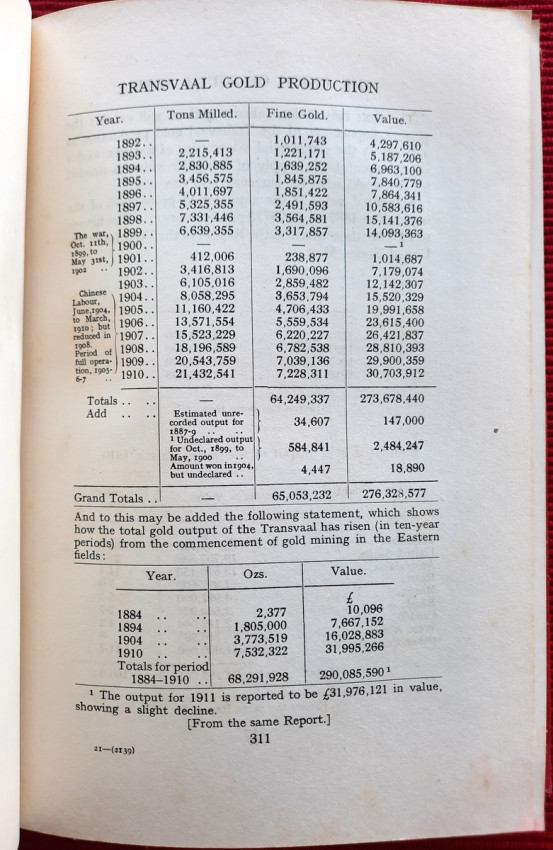 TRANSVAAL GOLD PRODUCTION
Year. Tons Milled. Fine Gold. Value.
1892.. — 1,011,743 4,297,610
1893.. 2,215,413 1,221,171 5,187,206
1894.. 2,830,885 1,639,252 6,963,100
1895.. 3,456,575 1,845,875 7,840,779
1896.. 4,011,697 1,851,422 7,864,341
1897.. 5,325,355 2,491,593 10,583,616
1898.. 7,331,446 3,564,581 15,141,376
The war, Oct. 11th, 1899, to May 31st, 1902 ..
1899.. 6,639,355 3,317,857 14,093,363
1900.. — — —¹
1901.. 412,006 238,877 1,014,687
1902.. 3,416,813 1,690,096 7,179,074
1903.. 6,105,016 2,859,482 12,142,307
Chinese Labour, June,1904, to March, 1910; but reduced in 1908. Period of full opera-tion, 1905-6-7 ..
1904.. 8,058,295 3,653,794 15,520,329
1905.. 11,160,422 4,706,433 19,991,658
1906.. 13,571,554 5,559,534 23,615,400
1907.. 15,523,229 6,220,227 26,421,837
1908.. 18,196,589 6,782,538 28,810,393
1909.. 20,543,759 7,039,136 29,900,359
1910.. 21,432,541 7,228,311 30,703,912
Totals .. .. — 64,249,337 273,678,440
Add .. ..
Estimated unre-
corded output for
1887-9 .. .. 34,607 147,000
¹ Undeclared output
for Oct., 1899, to
May, 1900 .. 584,841 2,484,247
Amount won in 1904,
but undeclared .. 4,447 18,890
Grand Totals .. — 65,053,232 276,328,577
And to this may be added the following statement, which shows
how the total gold output of the Transvaal has risen (in ten-year
periods) from the commencement of gold mining in the Eastern
fields:
Year. Ozs. Value.
£
1884 .. .. 2,377 10,096
1894 .. .. 1,805,000 7,667,152
1904 .. .. 3,773,519 16,028,883
1910 .. .. 7,532,322 31,995,266
Totals for period
1884–1910 .. 68,291,928 290,085,590¹
¹ The output for 1911 is reported to be £31,976,121 in value,
showing a slight decline.
[From the same Report.]
311
21—(2139)